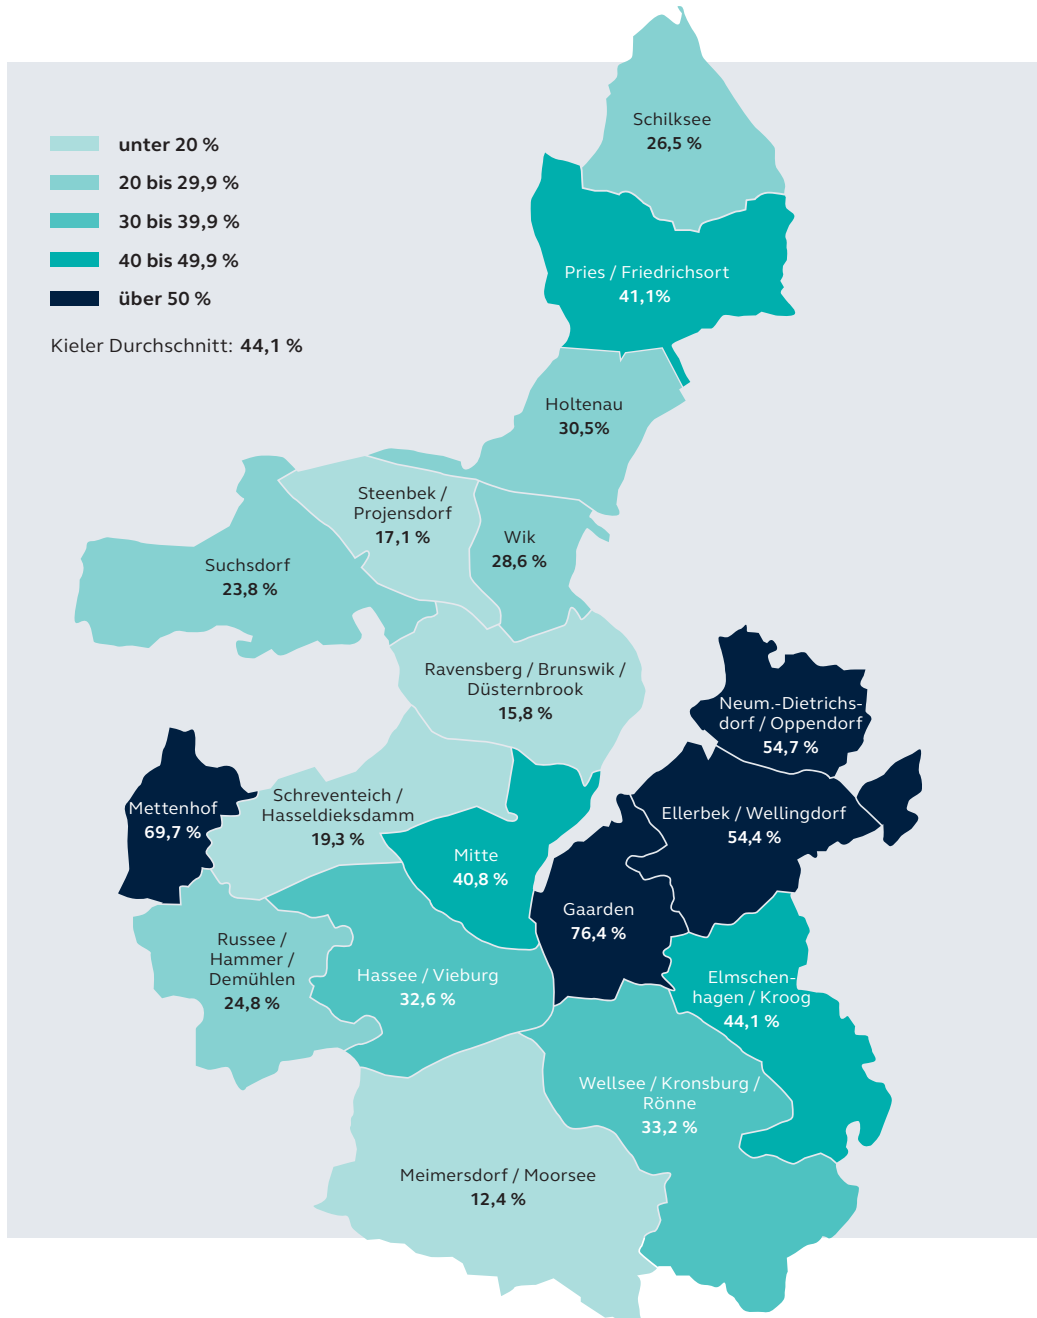 unter 20 %
20 bis 29,9 %
30 bis 39,9 %
40 bis 49,9 %
über 50 %
Kieler Durchschnitt: 44,1 %
Schilksee
26,5 %
Pries / Friedrichsort
41,1%
Holtenau
30,5%
Steenbek /
Projensdorf
17,1 %
Wik
28,6 %
Suchsdorf
23,8 %
Ravensberg / Brunswik /
Düsternbrook
15,8 %
Neum.-Dietrichs-
dorf / Oppendorf
54,7 %
Mettenhof
69,7 %
Schreventeich /
Hasseldieksdamm
19,3 %
Ellerbek / Wellingdorf
54,4 %
Mitte
40,8 %
Gaarden
76,4 %
Russee /
Hammer /
Demühlen
24,8 %
Hassee / Vieburg
32,6 %
Elmschen-
hagen / Kroog
44,1 %
Wellsee / Kronsburg /
Rönne
33,2 %
Meimersdorf / Moorsee
12,4 %